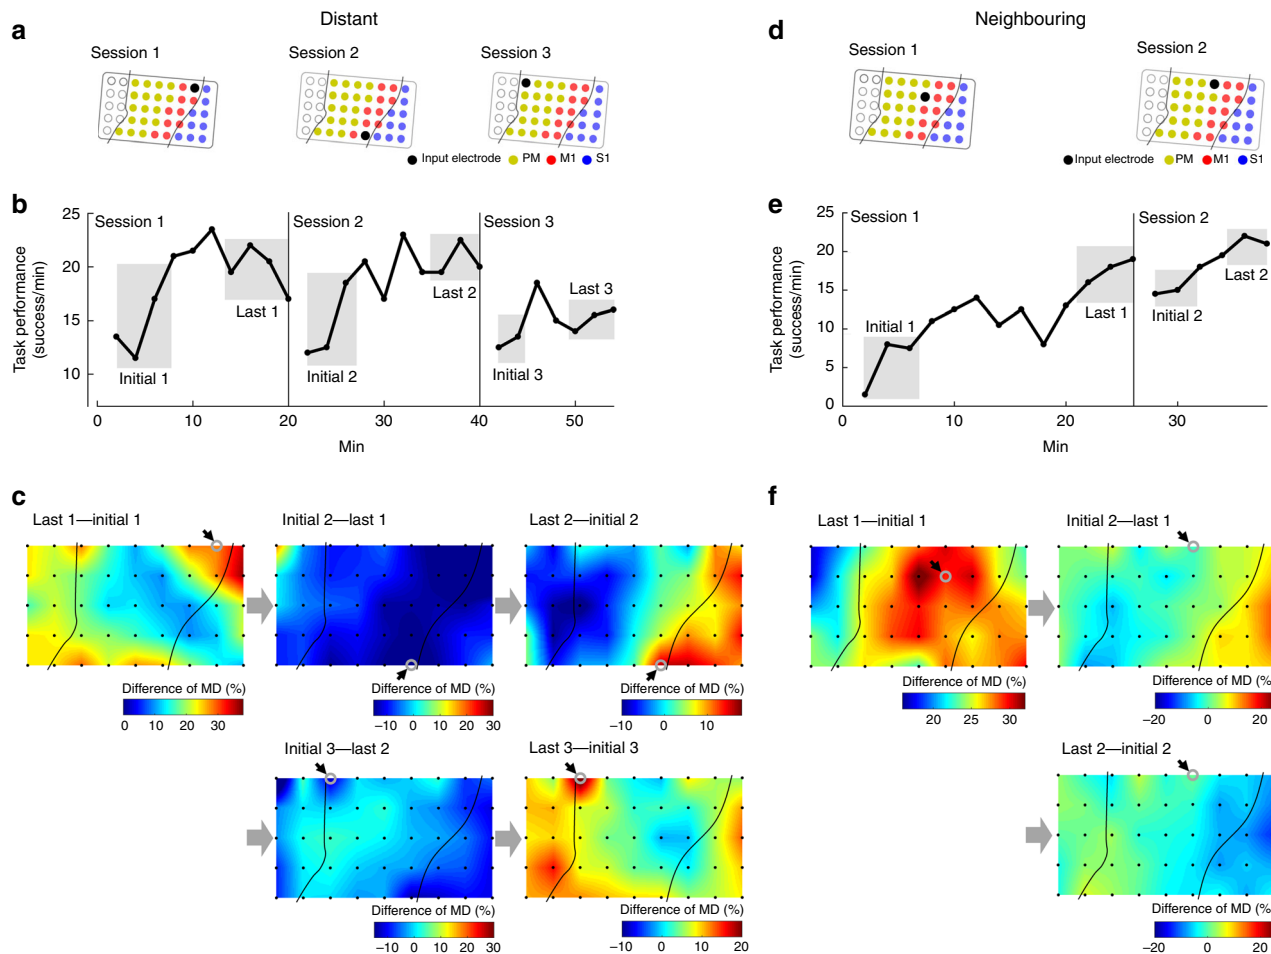 Distant
Neighbouring
a
Session 1
Session 2
Session 3
Input electrode PM M1 S1
d
Session 1
Session 2
Input electrode PM M1 S1
b
Task performance
(success/min)
25
20
15
10
Session 1
Session 2
Session 3
Initial 1
Last 1
Initial 2
Last 2
Initial 3
Last 3
0 10 20 30 40 50
Min
e
Task performance
(success/min)
25
20
15
10
5
0
Session 1
Session 2
Initial 1
Last 1
Initial 2
Last 2
0 10 20 30
Min
c
Last 1—initial 1
Difference of MD (%)
0 10 20 30
Initial 2—last 1
Difference of MD (%)
–10 0 10 20 30
Last 2—initial 2
Difference of MD (%)
–10 0 10
Initial 3—last 2
Difference of MD (%)
–10 0 10 20 30
Last 3—initial 3
Difference of MD (%)
–10 0 10 20
f
Last 1—initial 1
Difference of MD (%)
20 25 30
Initial 2—last 1
Difference of MD (%)
–20 0 20
Last 2—initial 2
Difference of MD (%)
–20 0 20